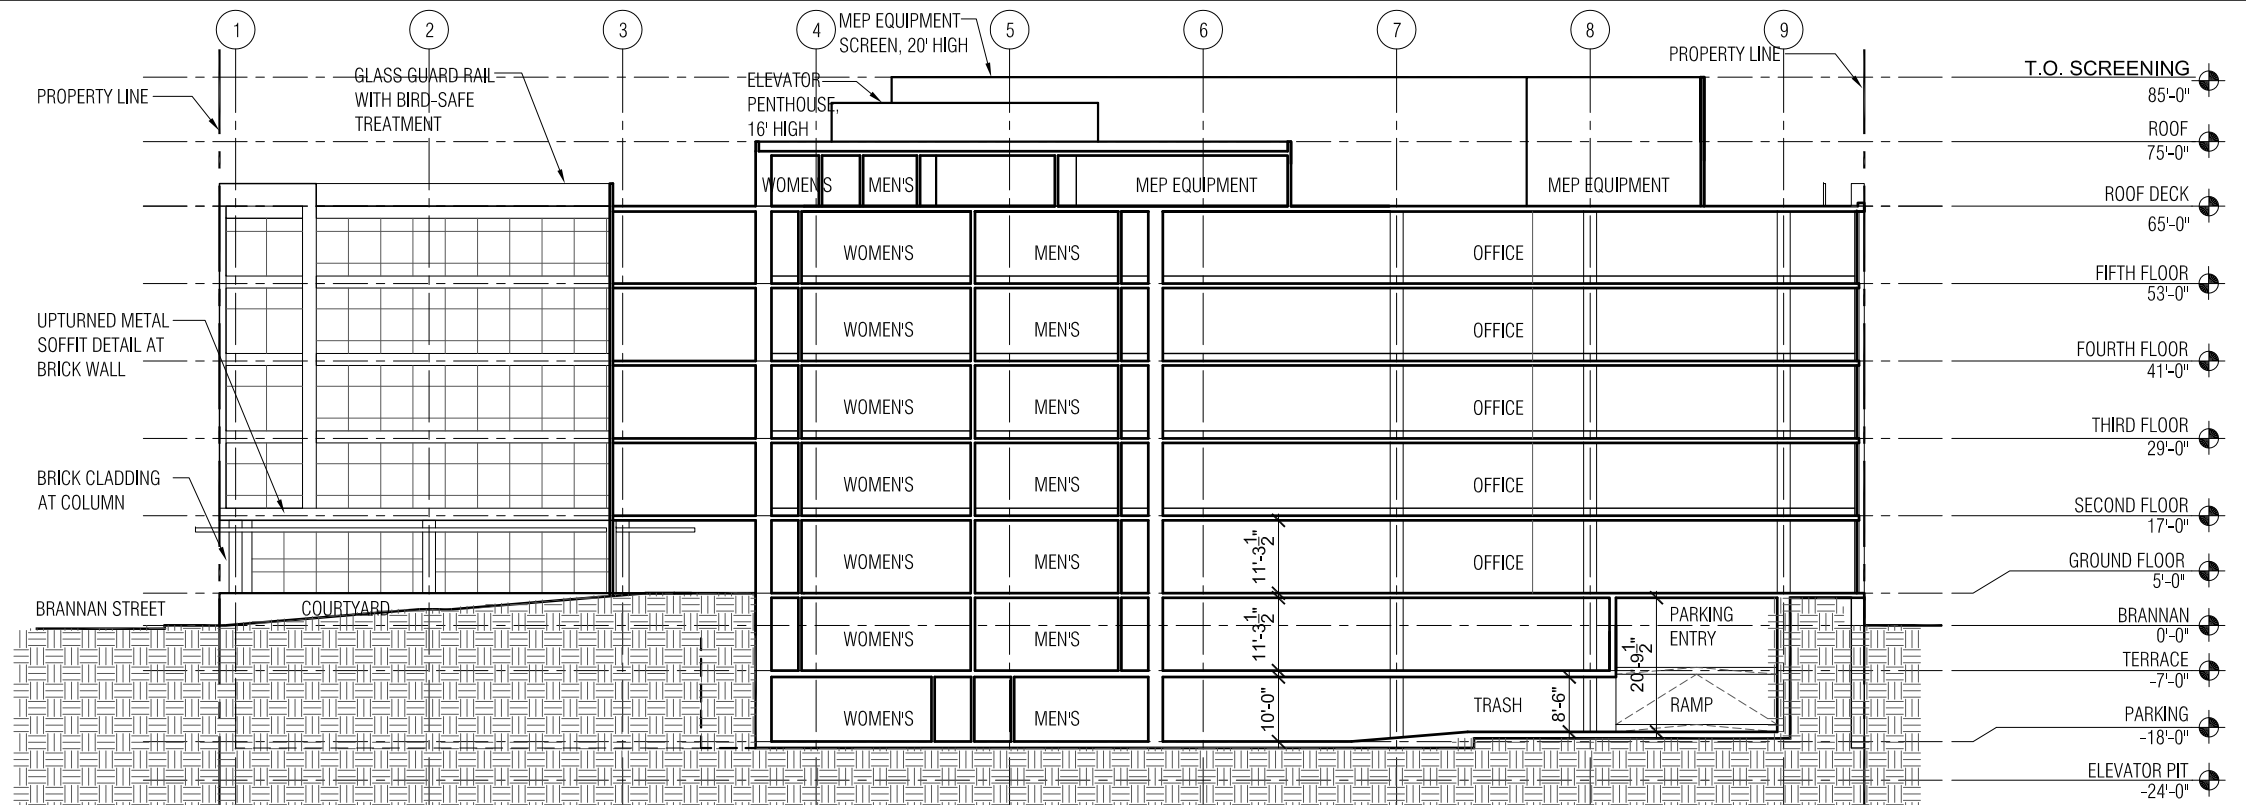 1
2
3
4
5
6
7
8
9
MEP EQUIPMENT
SCREEN, 20' HIGH
PROPERTY LINE
GLASS GUARD RAIL
WITH BIRD-SAFE
TREATMENT
ELEVATOR
PENTHOUSE,
16' HIGH
PROPERTY LINE
T.O. SCREENING
85'-0"
ROOF
75'-0"
WOMEN'S
MEN'S
MEP EQUIPMENT
MEP EQUIPMENT
ROOF DECK
65'-0"
WOMEN'S
MEN'S
OFFICE
FIFTH FLOOR
53'-0"
UPTURNED METAL
SOFFIT DETAIL AT
BRICK WALL
WOMEN'S
MEN'S
OFFICE
FOURTH FLOOR
41'-0"
WOMEN'S
MEN'S
OFFICE
THIRD FLOOR
29'-0"
BRICK CLADDING
AT COLUMN
WOMEN'S
MEN'S
OFFICE
SECOND FLOOR
17'-0"
WOMEN'S
MEN'S
11'-3 1/2"
OFFICE
GROUND FLOOR
5'-0"
BRANNAN STREET
COURTYARD
WOMEN'S
MEN'S
11'-3 1/2"
20'-9 1/2"
PARKING
ENTRY
BRANNAN
0'-0"
TERRACE
-7'-0"
WOMEN'S
MEN'S
10'-0"
TRASH
8'-6"
RAMP
PARKING
-18'-0"
ELEVATOR PIT
-24'-0"